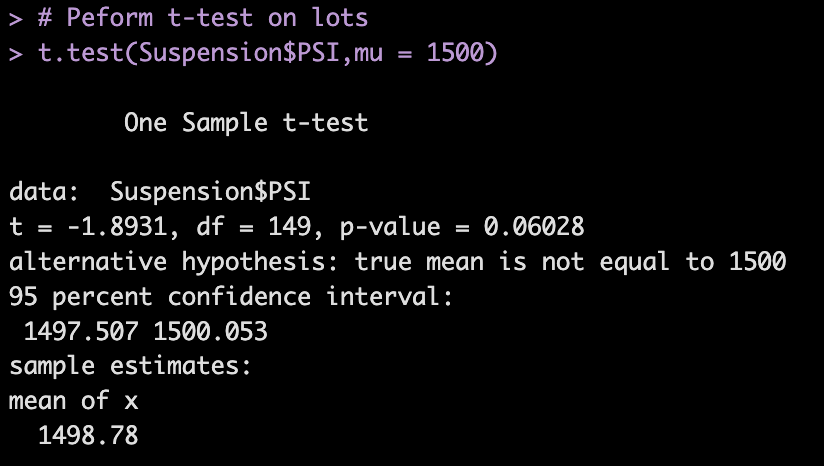 > # Peform t-test on lots
> t.test(Suspension$PSI,mu = 1500)
One Sample t-test
data:  Suspension$PSI
t = -1.8931, df = 149, p-value = 0.06028
alternative hypothesis: true mean is not equal to 1500
95 percent confidence interval:
1497.507 1500.053
sample estimates:
mean of x
1498.78